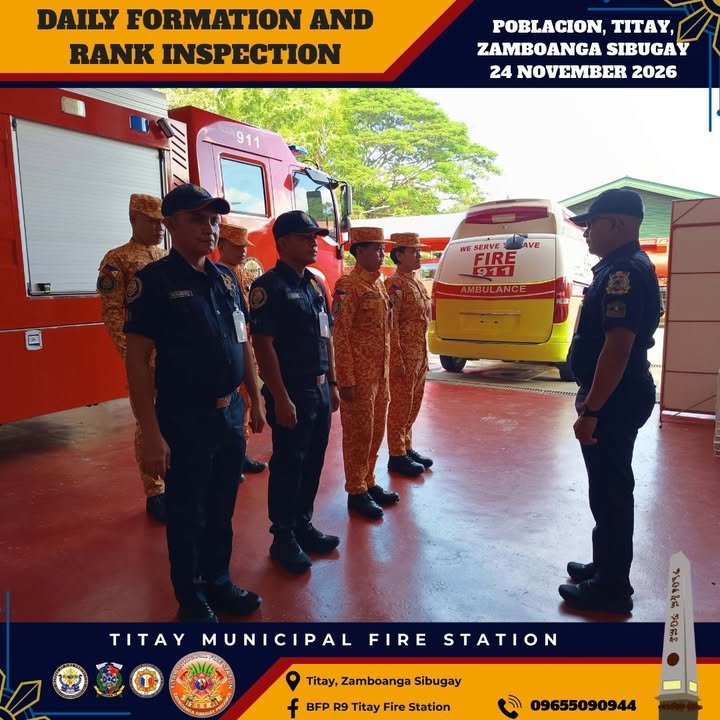 DAILY FORMATION AND
RANK INSPECTION
POBLACION, TITAY,
ZAMBOANGA SIBUGAY
24 NOVEMBER 2026
911
WE SERVE
FIRE
911
AMBULANCE
TITAY MUNICIPAL FIRE STATION
Titay, Zamboanga Sibugay
BFP R9 Titay Fire Station
09655090944